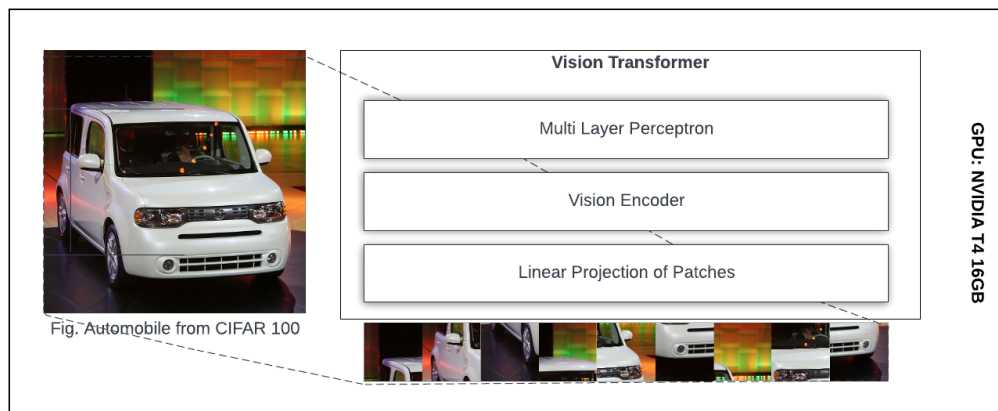 Vision Transformer
Multi Layer Perceptron
Vision Encoder
Linear Projection of Patches
Fig. Automobile from CIFAR 100
GPU: NVIDIA T4 16GB